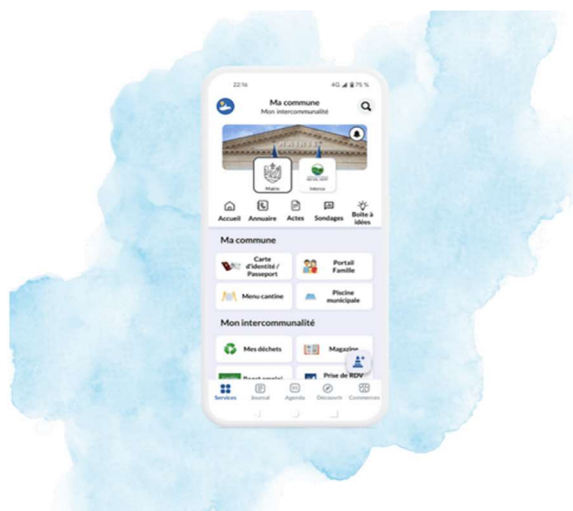 22:16 4G 75 %
Ma commune
Mon intercommunalité
MAIRIE
Mairie Interco
Accueil Annuaire Actes Sondages Boîte à
idées
Ma commune
Carte
d'identité /
Passeport
Portail
Famille
Menu cantine
Piscine
municipale
Mon intercommunalité
Mes déchets Magazine
Prise de RDV
Services Journal Agenda Découvrir Commerces